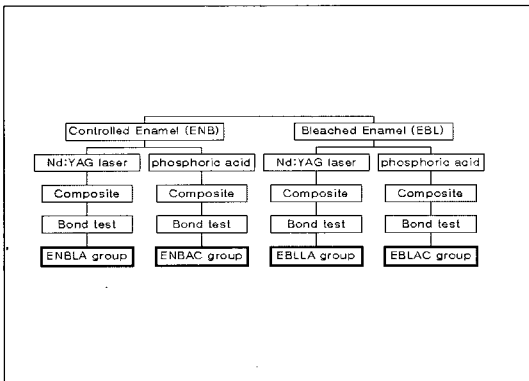 Controlled Enamel (ENB) Bleached Enamel (EBL)
Nd:YAG laser phosphoric acid Nd:YAG laser phosphoric acid
Composite Composite Composite Composite
Bond test Bond test Bond test Bond test
ENBLA group ENBAC group EBLLA group EBLAC group